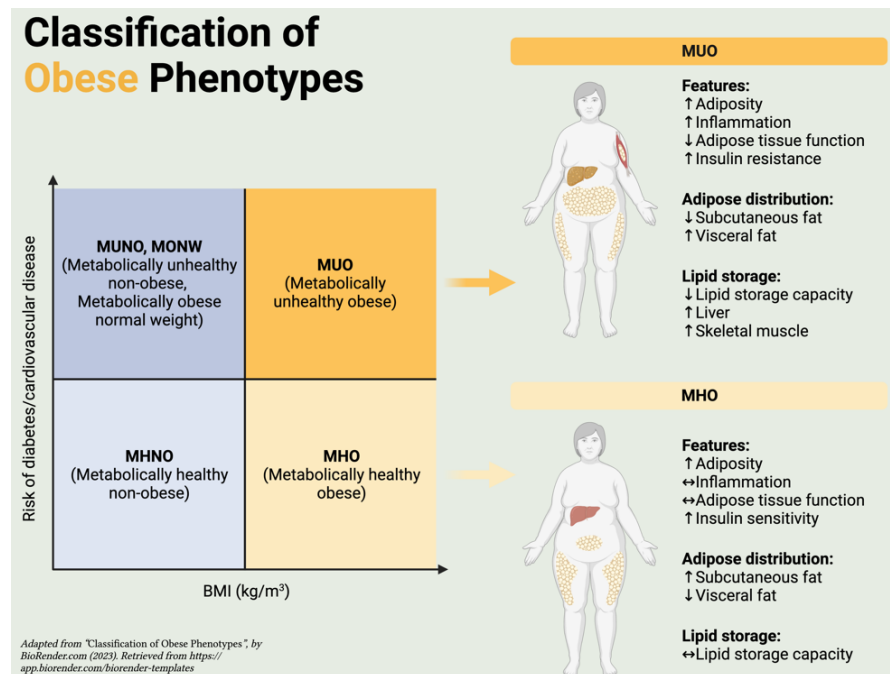 Classification of
Obese Phenotypes
Risk of diabetes/cardiovascular disease
MUNO, MONW
(Metabolically unhealthy
non-obese,
Metabolically obese
normal weight)
MUO
(Metabolically
unhealthy obese)
MHNO
(Metabolically healthy
non-obese)
MHO
(Metabolically healthy
obese)
BMI (kg/m³)
Adapted from "Classification of Obese Phenotypes", by
BioRender.com (2023). Retrieved from https://
app.biorender.com/biorender-templates
MUO
Features:
↑Adiposity
↑Inflammation
↓Adipose tissue function
↑Insulin resistance
Adipose distribution:
↓Subcutaneous fat
↑Visceral fat
Lipid storage:
↓Lipid storage capacity
↑Liver
↑Skeletal muscle
MHO
Features:
↑Adiposity
↔Inflammation
↔Adipose tissue function
↑Insulin sensitivity
Adipose distribution:
↑Subcutaneous fat
↓Visceral fat
Lipid storage:
↔Lipid storage capacity